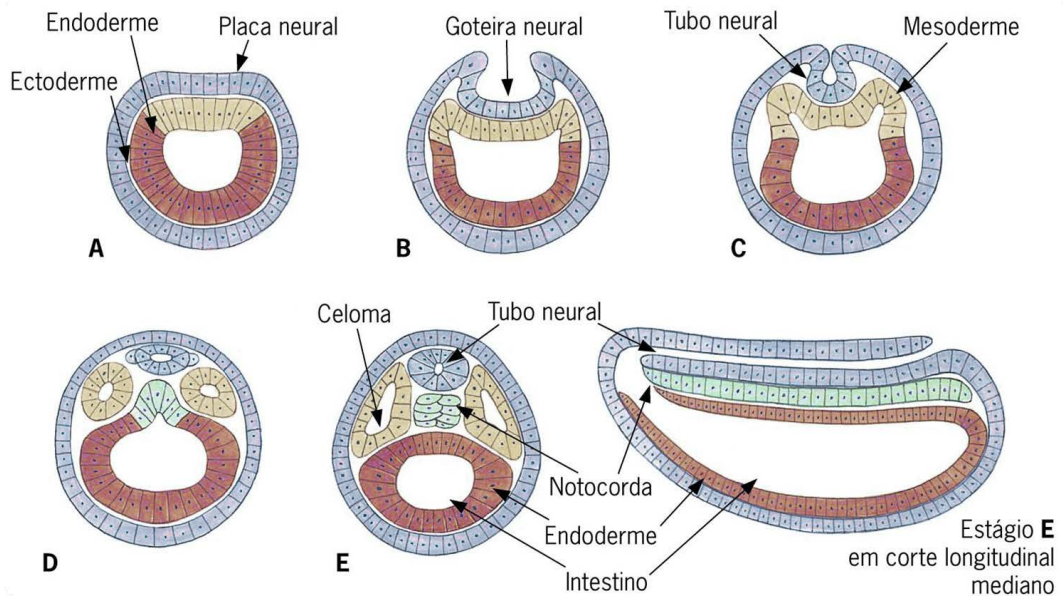 Endoderme
Placa neural
Ectoderme
A
Goteira neural
B
Tubo neural
Mesoderme
C
D
Celoma
Tubo neural
Notocorda
Endoderme
Intestino
E
Estágio E
em corte longitudinal
mediano